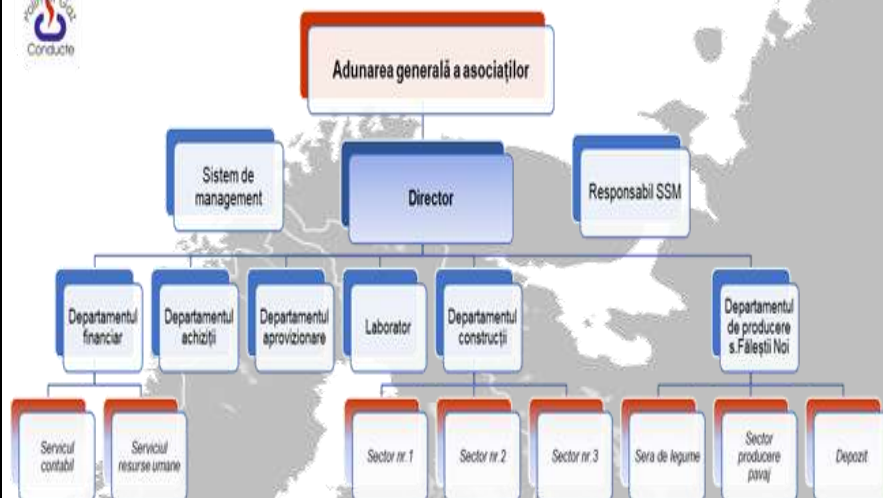 Conducte
Adunarea generală a asociaților
Sistem de
management
Director
Responsabil SSM
Departamentul
financiar
Departamentul
achiziții
Departamentul
aprovizionare
Laborator
Departamentul
construcții
Departamentul
de producere
s.Făleștii Noi
Servicul
contabil
Serviciul
resurse umane
Sector nr.1
Sector nr.2
Sector nr.3
Sera de legume
Sector
producere
pavaj
Depozit